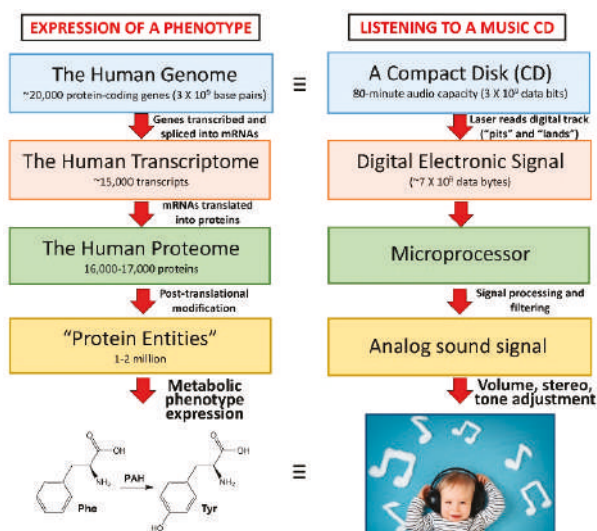 EXPRESSION OF A PHENOTYPE
The Human Genome
~20,000 protein-coding genes (3 X 10⁹ base pairs)
Genes transcribed and
spliced into mRNAs
The Human Transcriptome
~15,000 transcripts
mRNAs translated
into proteins
The Human Proteome
16,000-17,000 proteins
Post-translational
modification
"Protein Entities"
1-2 million
Metabolic
phenotype
expression
O
OH
NH₂
Phe
PAH
O
OH
NH₂
HO
Tyr
≡
≡
LISTENING TO A MUSIC CD
A Compact Disk (CD)
80-minute audio capacity (3 X 10⁹ data bits)
Laser reads digital track
("pits" and "lands")
Digital Electronic Signal
(~7 X 10⁸ data bytes)
Microprocessor
Signal processing and
filtering
Analog sound signal
Volume, stereo,
tone adjustment